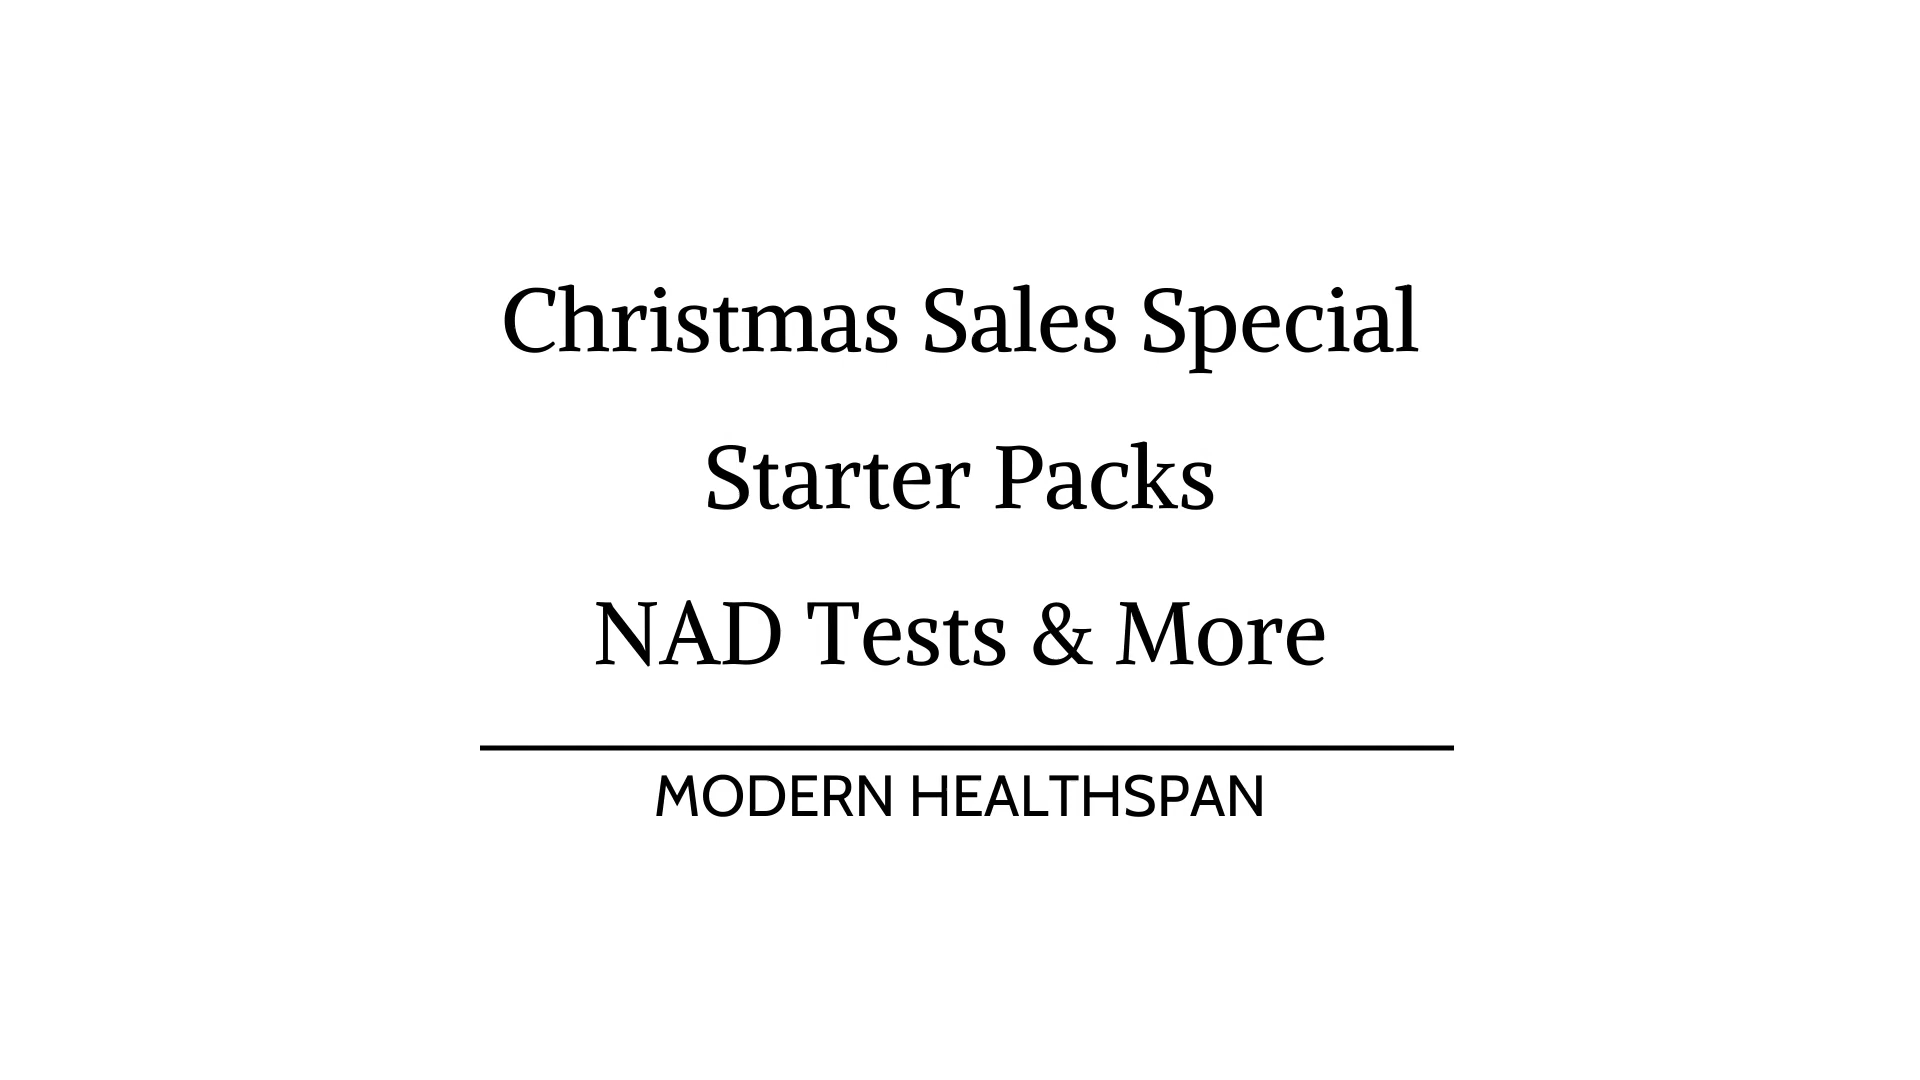 Christmas Sales Special
Starter Packs
NAD Tests & More
MODERN HEALTHSPAN